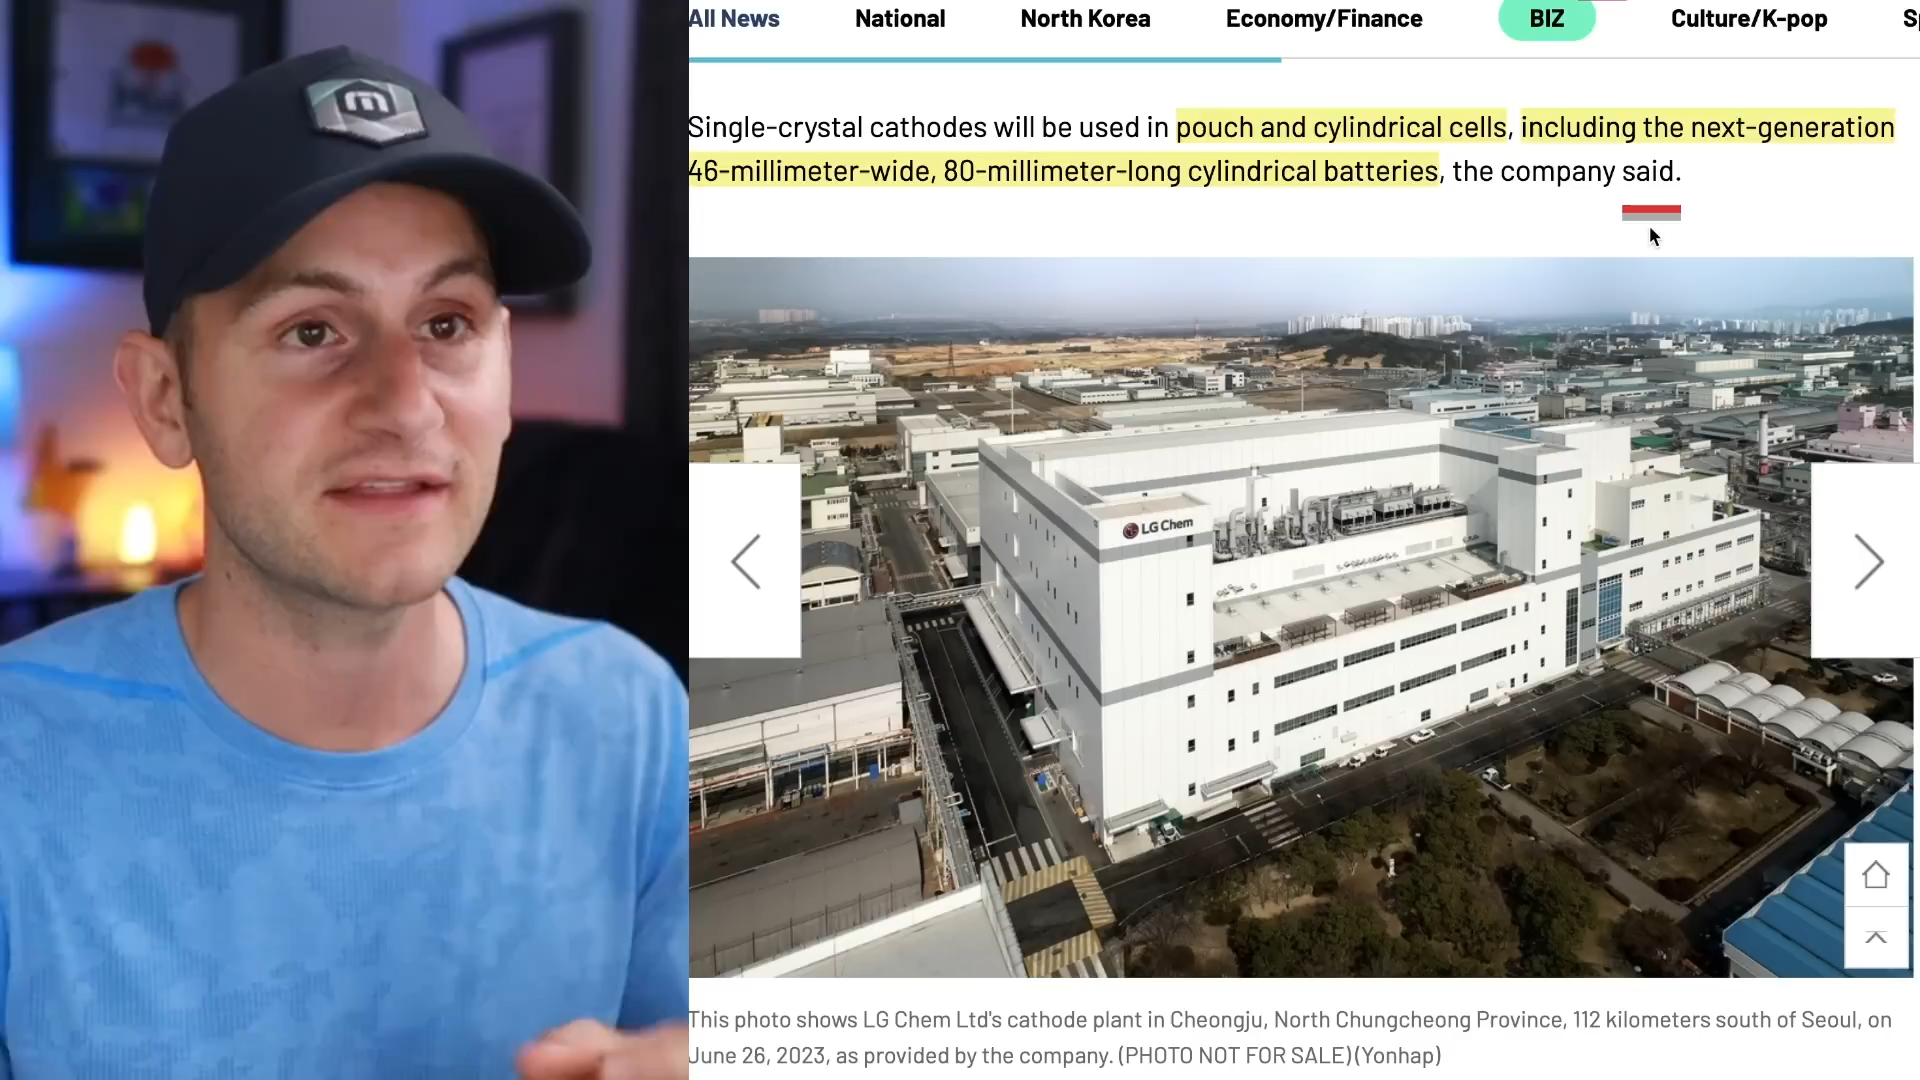 All News National North Korea Economy/Finance BIZ Culture/K-pop
Single-crystal cathodes will be used in pouch and cylindrical cells, including the next-generation
46-millimeter-wide, 80-millimeter-long cylindrical batteries, the company said.
LG Chem
This photo shows LG Chem Ltd's cathode plant in Cheongju, North Chungcheong Province, 112 kilometers south of Seoul, on
June 26, 2023, as provided by the company. (PHOTO NOT FOR SALE)(Yonhap)